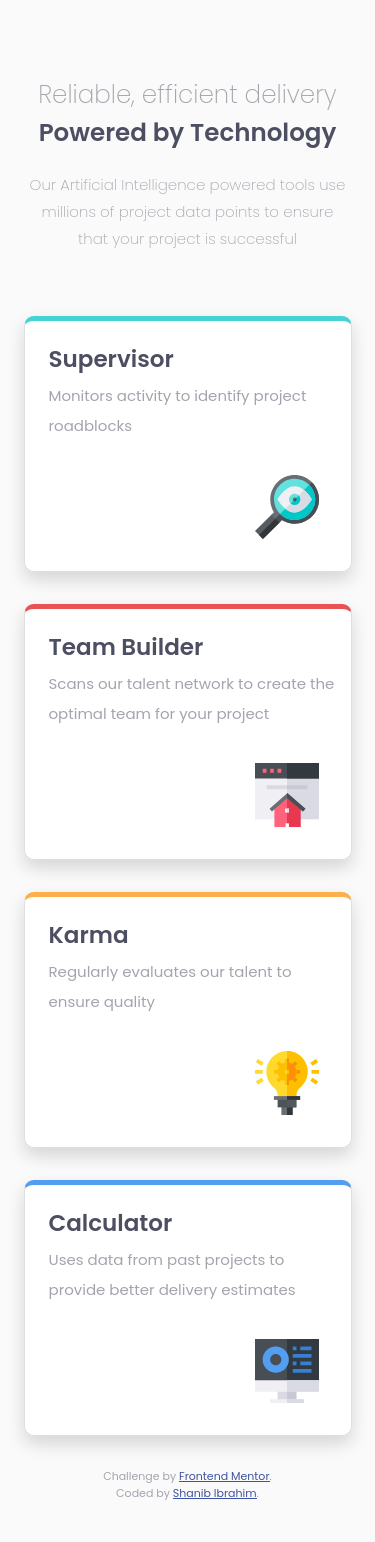 Reliable, efficient delivery
Powered by Technology
Our Artificial Intelligence powered tools use
millions of project data points to ensure
that your project is successful
Supervisor
Monitors activity to identify project
roadblocks
Team Builder
Scans our talent network to create the
optimal team for your project
Karma
Regularly evaluates our talent to
ensure quality
Calculator
Uses data from past projects to
provide better delivery estimates
Challenge by Frontend Mentor.
Coded by Shanib Ibrahim.